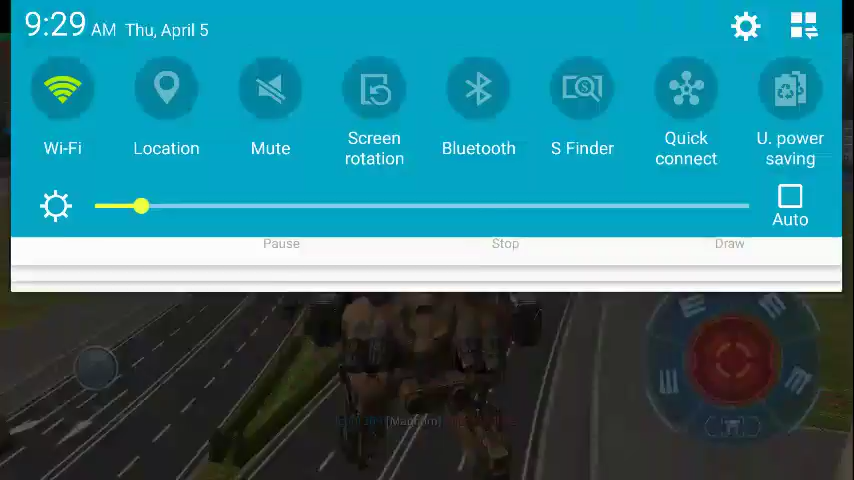 9:29 AM Thu, April 5
Wi-Fi
Location
Mute
Screen
rotation
Bluetooth
S Finder
Quick
connect
U. power
saving
Auto
Pause
Stop
Draw